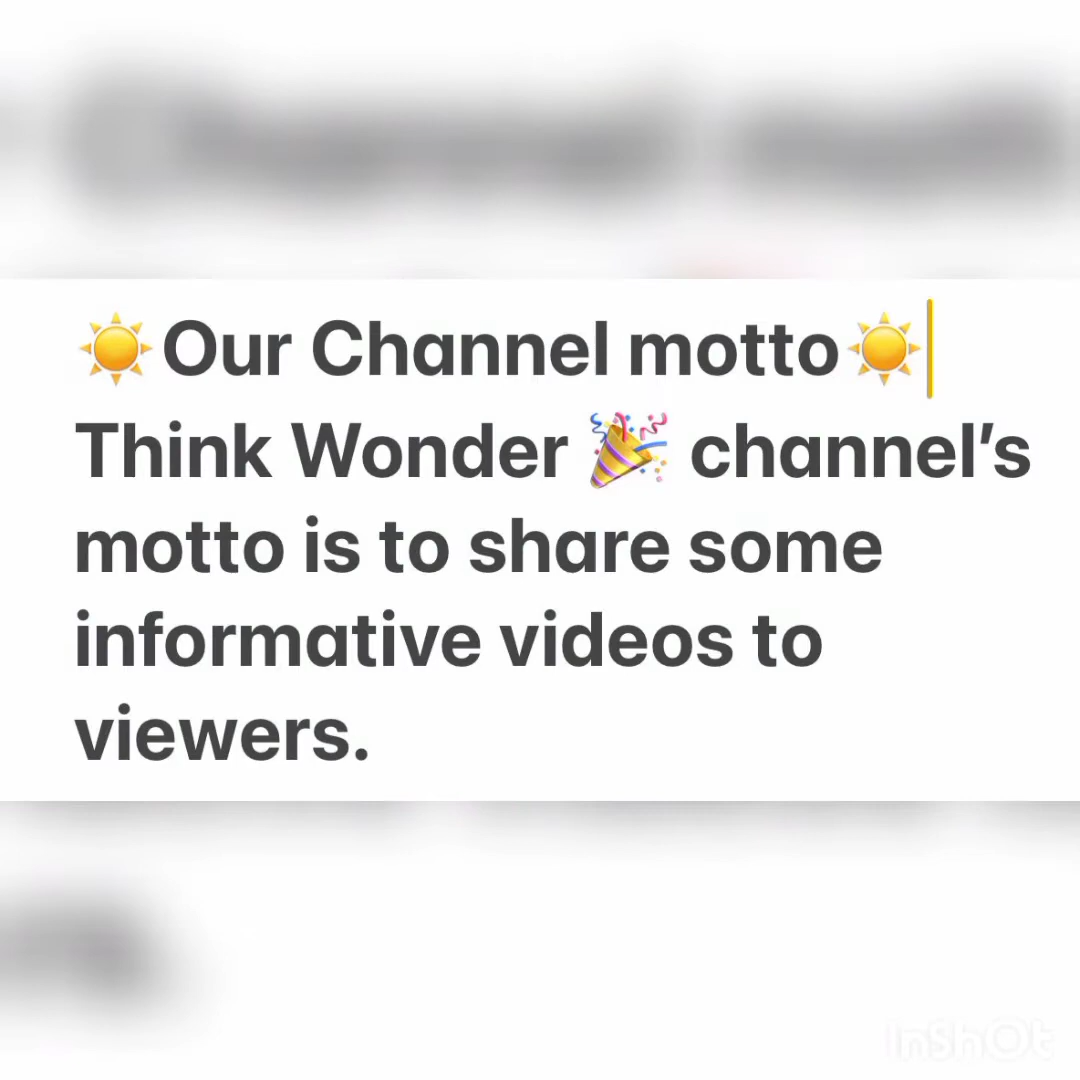 ☀️Our Channel motto☀️
Think Wonder 🎉 channel’s
motto is to share some
informative videos to
viewers.
InShOt